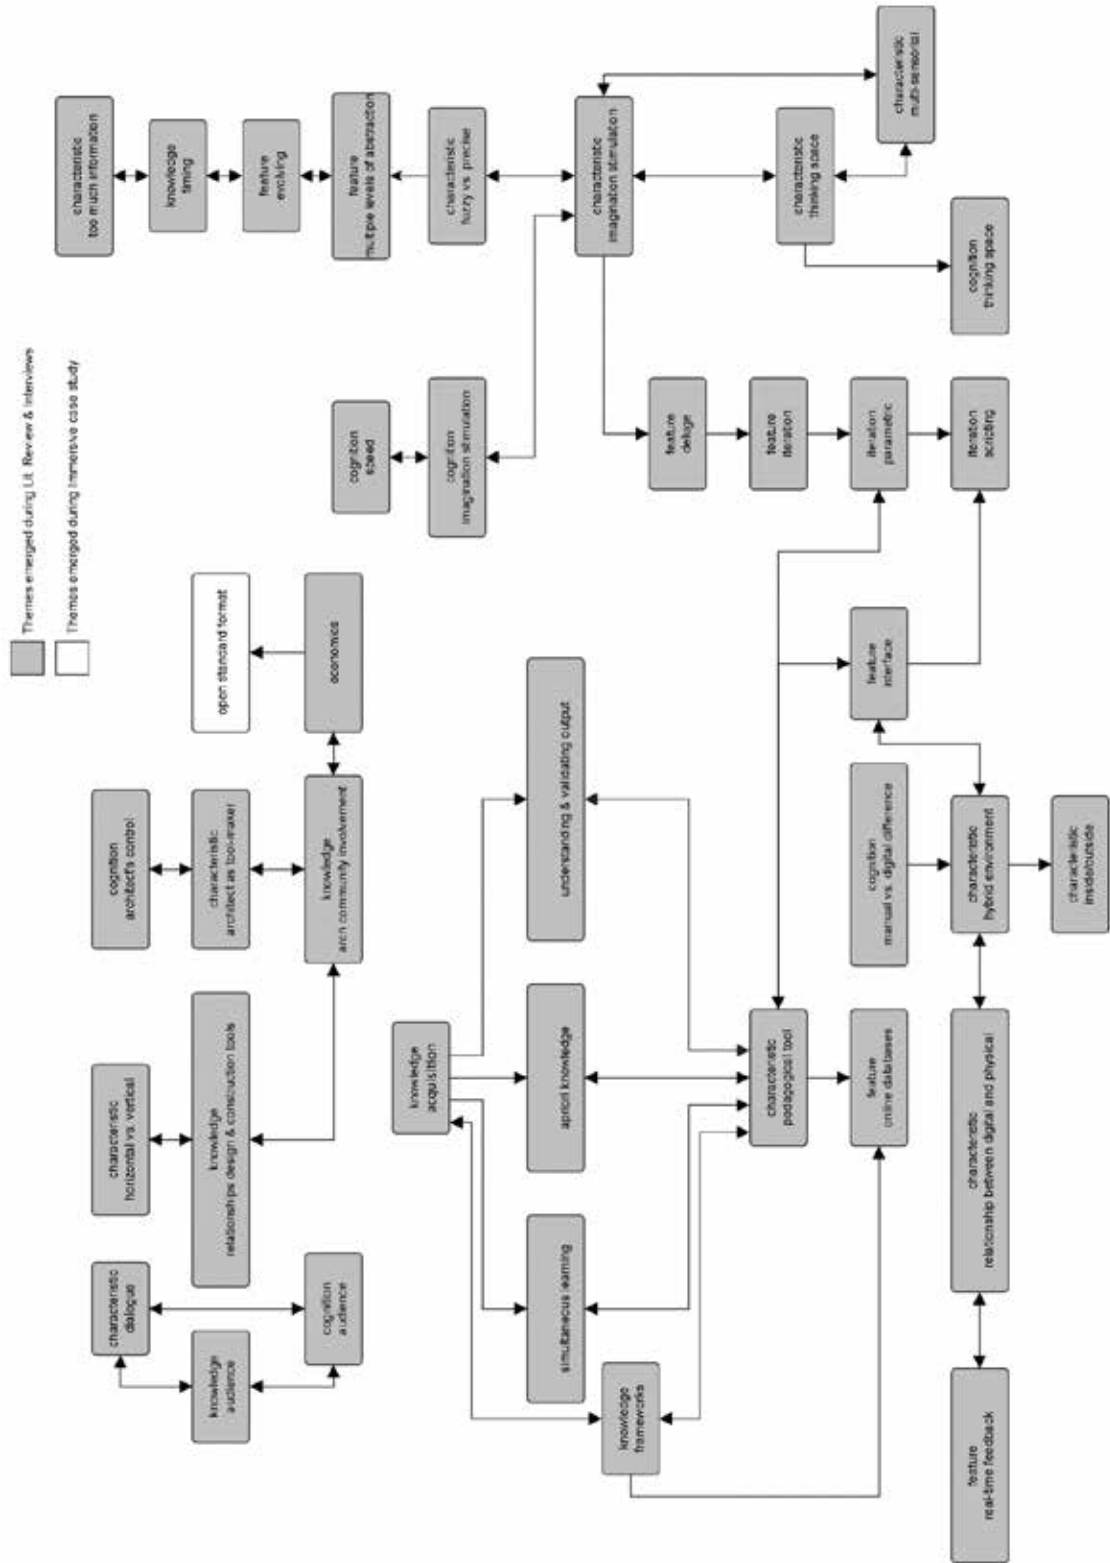 Themes emerged during Lit. Review & Interviews
Themes emerged during Immersive case study
characteristic
dialogue
characteristic
horizontal vs. vertical
cognition
architect's control
characteristic
too much information
knowledge
audience
knowledge
relationships design & construction tools
characteristic
architect as tool-maker
open standard format
knowledge
timing
feature
evolving
cognition
audience
knowledge
arch community involvement
economics
cognition
speed
feature
multiple levels of abstraction
knowledge
acquisition
cognition
imagination stimulation
characteristic
fuzzy vs. precise
simultaneous learning
apriori knowledge
understanding & validating output
knowledge
frameworks
characteristic
imagination stimulation
feature
deluge
characteristic
pedagogical tool
feature
iteration
characteristic
thinking space
feature
online databases
cognition
manual vs. digital difference
feature
interface
iteration
parametric
characteristic
muti-sensorial
feature
real-time feedback
characteristic
relationship between digital and physical
characteristic
hybrid environment
iteration
scripting
cognition
thinking space
characteristic
inside/outside